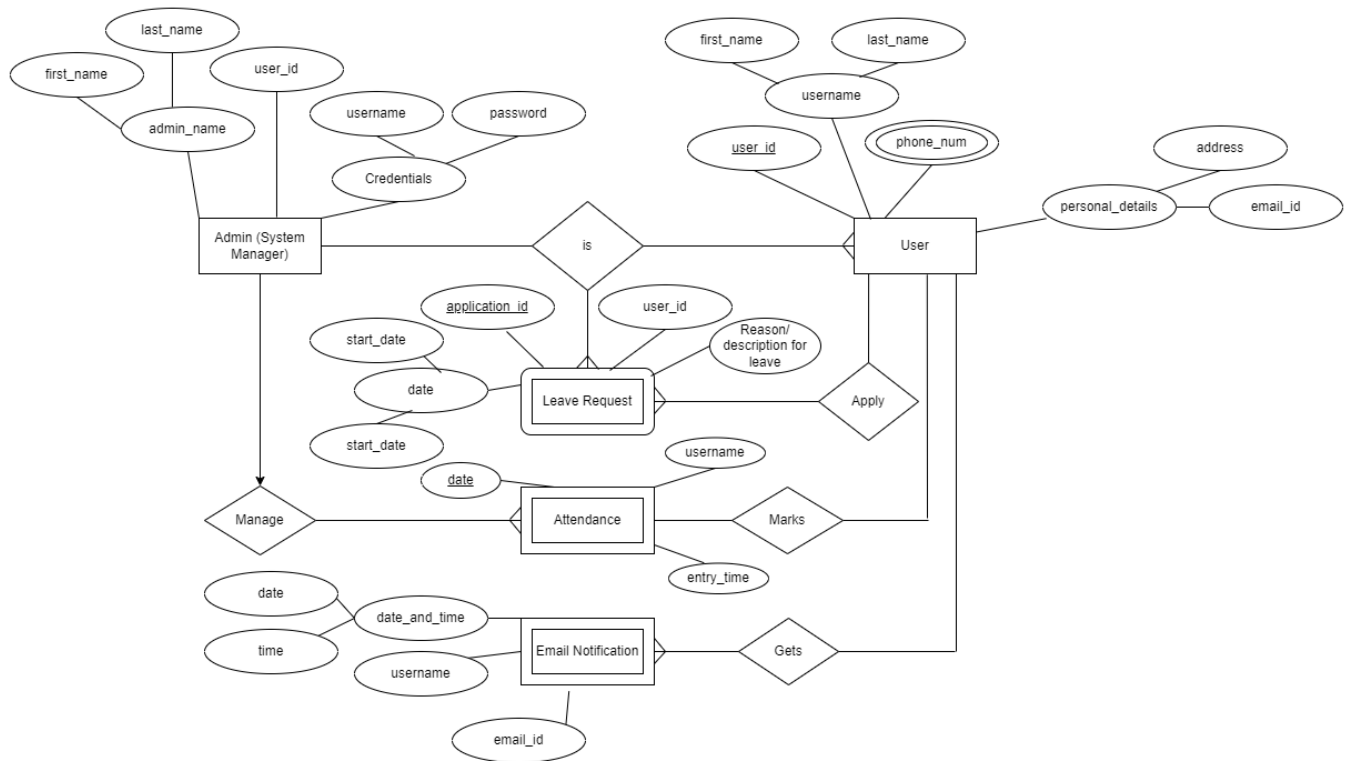 last_name
first_name
user_id
admin_name
username
password
Credentials
first_name
last_name
username
user_id
phone_num
address
personal_details
email_id
Admin (System
Manager)
is
User
application_id
user_id
Reason/
description for
leave
start_date
date
start_date
Leave Request
Apply
username
date
Manage
Attendance
Marks
entry_time
date
date_and_time
time
username
Email Notification
Gets
email_id